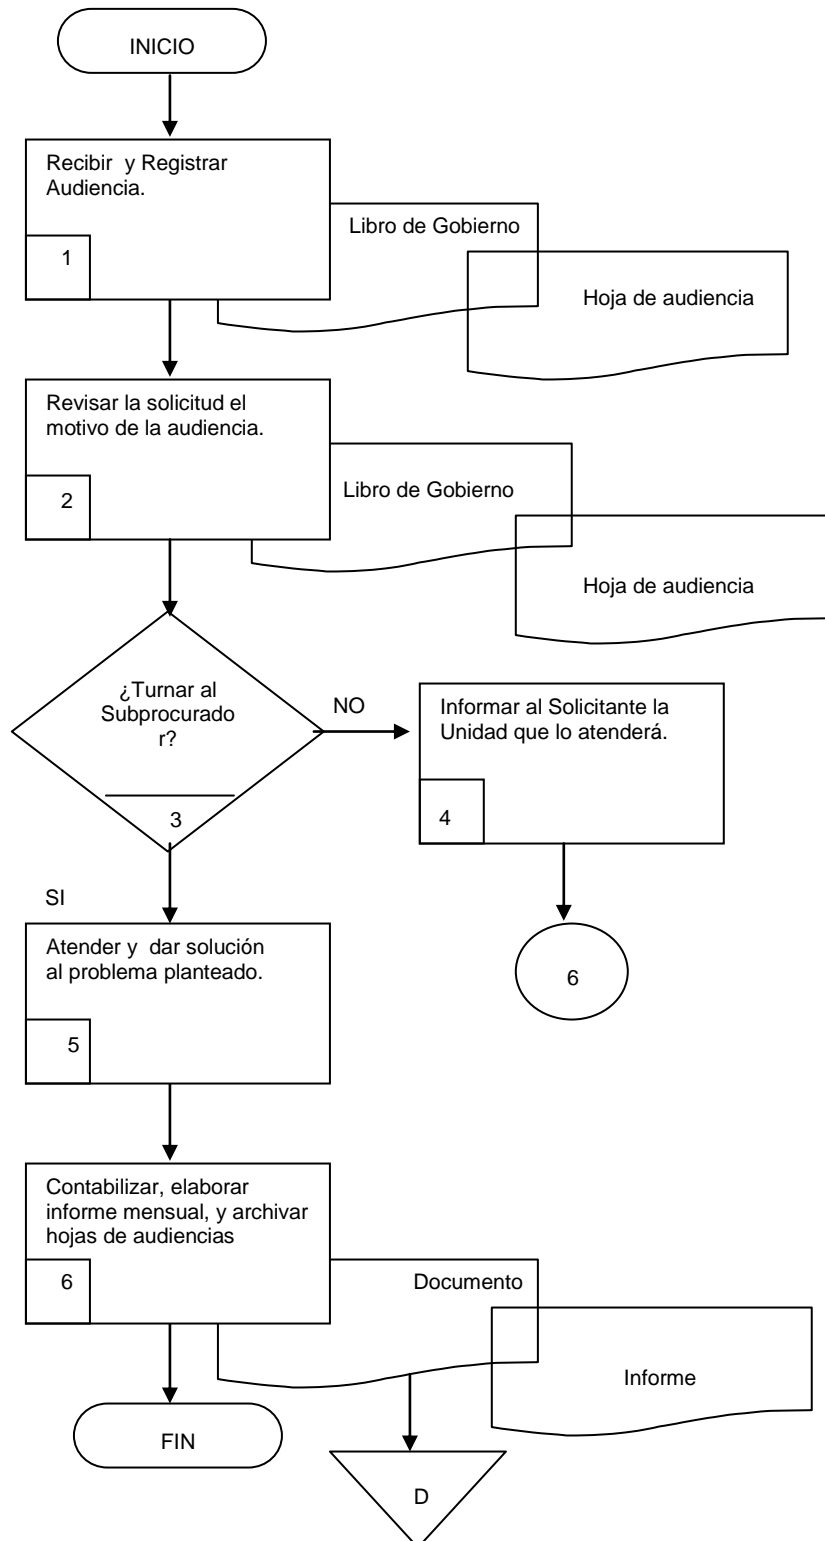 INICIO
Recibir y Registrar
Audiencia.
1
Libro de Gobierno
Hoja de audiencia
Revisar la solicitud el
motivo de la audiencia.
2
Libro de Gobierno
Hoja de audiencia
¿Turnar al
Subprocurado
r?
3
NO
Informar al Solicitante la
Unidad que lo atenderá.
4
6
SI
Atender y dar solución
al problema planteado.
5
Contabilizar, elaborar
informe mensual, y archivar
hojas de audiencias
6
Documento
Informe
FIN
D